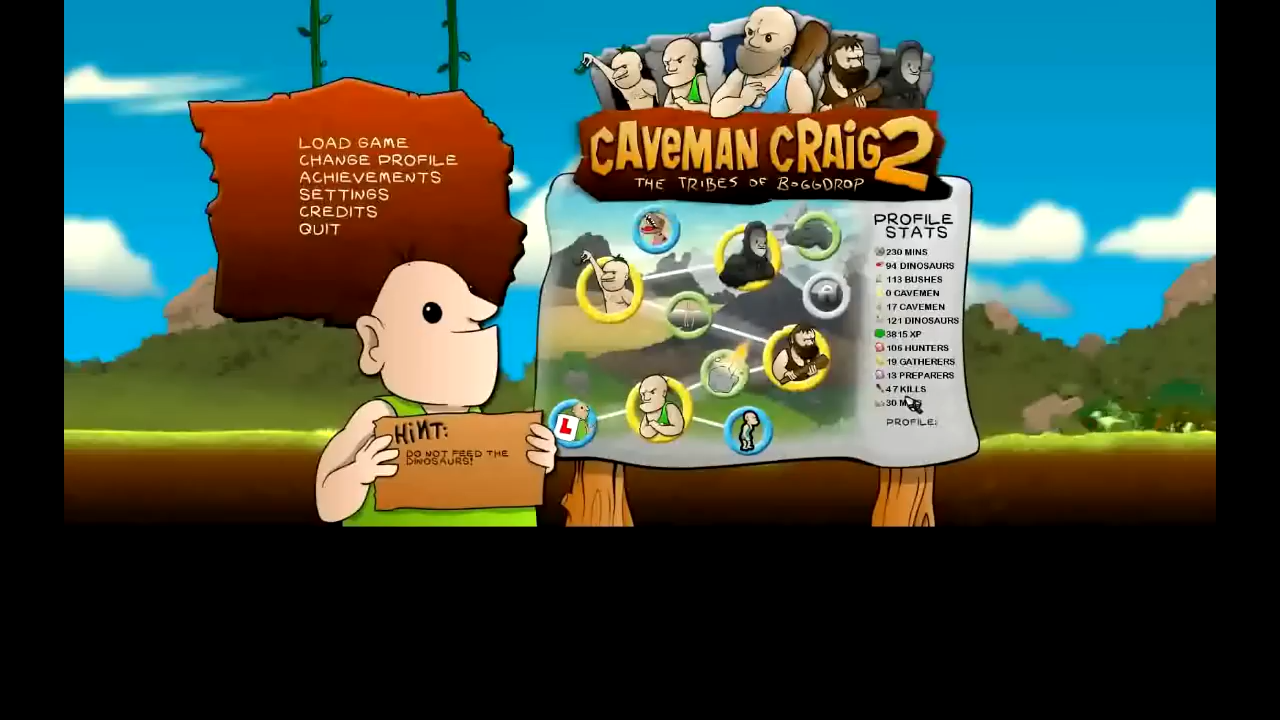 LOAD GAME
CHANGE PROFILE
ACHIEVEMENTS
SETTINGS
CREDITS
QUIT
HINT:
DO NOT FEED THE
DINOSAURS!
CAVEMAN CRAIG 2
THE TRIBES OF BOGGDROP
L
PROFILE
STATS
230 MINS
94 DINOSAURS
113 BUSHES
0 CAVEMEN
17 CAVEMEN
121 DINOSAURS
3815 XP
106 HUNTERS
19 GATHERERS
13 PREPARERS
47 KILLS
30
PROFILE: